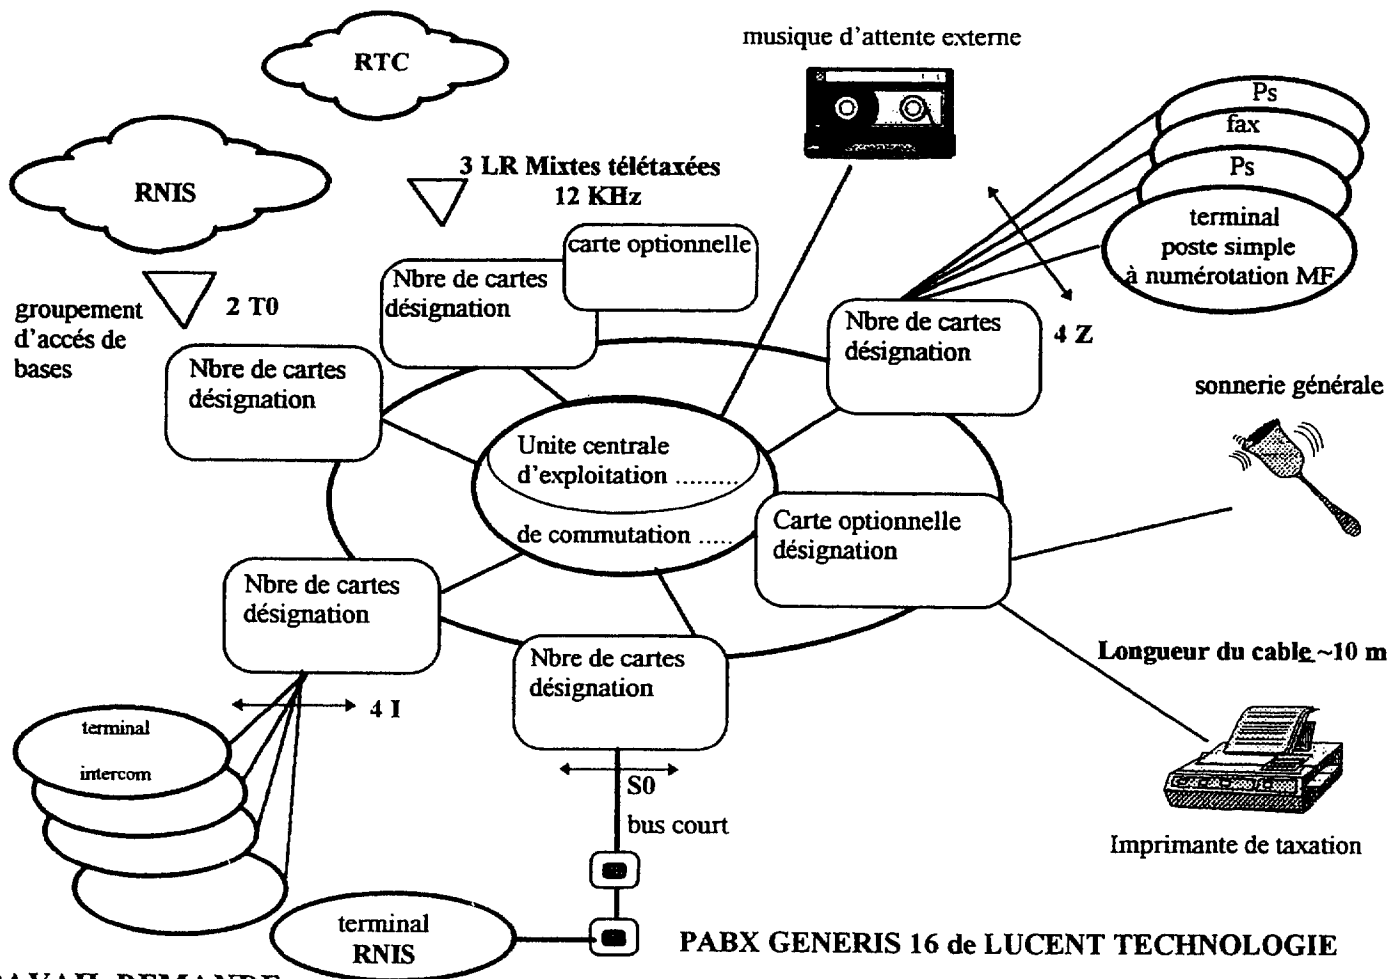 RTC
musique d'attente externe
RNIS
3 LR Mixtes télétaxées
12 KHz
Ps
fax
Ps
terminal
poste simple
à numérotation MF
carte optionnelle
Nbre de cartes
désignation
groupement
d'accés de
bases
2 T0
Nbre de cartes
désignation
Nbre de cartes
désignation
4 Z
sonnerie générale
Unite centrale
d'exploitation .........
de commutation .....
Carte optionnelle
désignation
Nbre de cartes
désignation
4 I
Nbre de cartes
désignation
Longueur du cable ~10 m
terminal
intercom
S0
bus court
Imprimante de taxation
terminal
RNIS
PABX GENERIS 16 de LUCENT TECHNOLOGIE